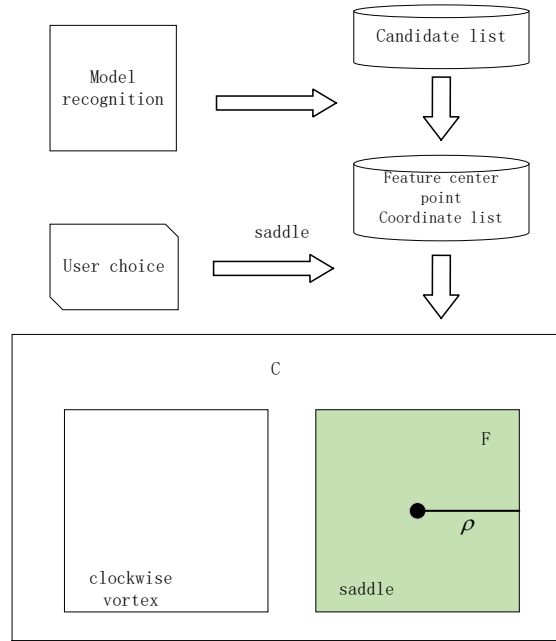 Candidate list
Model
recognition
Feature center
point
Coordinate list
saddle
User choice
C
F
ρ
clockwise
vortex
saddle